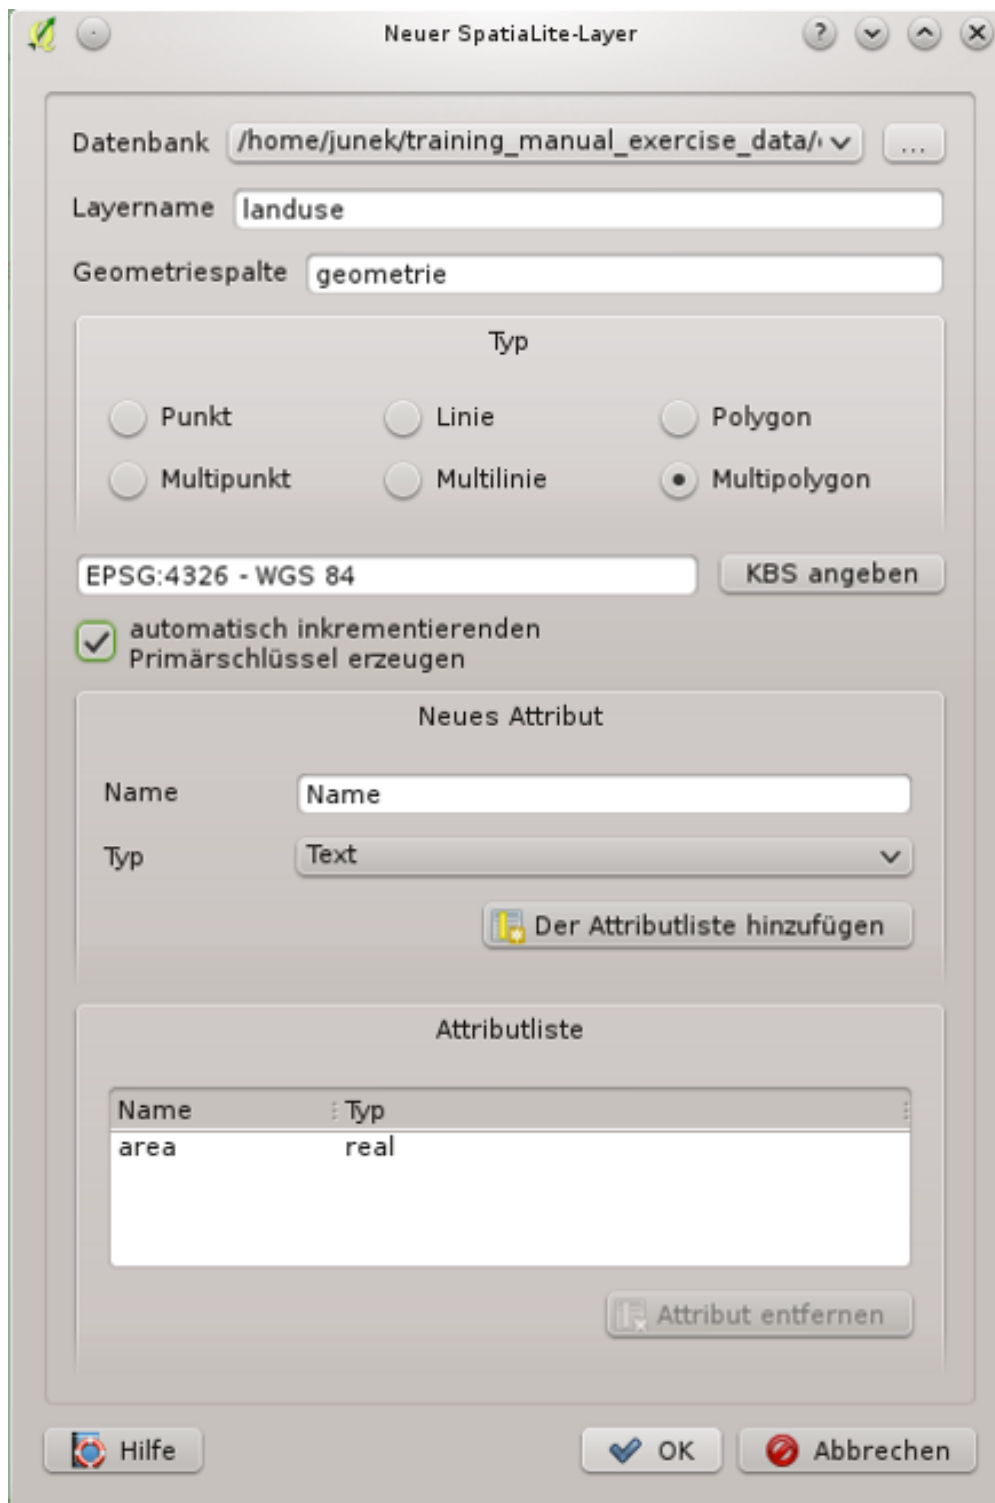 Neuer SpatiaLite-Layer
Datenbank /home/junek/training_manual_exercise_data/ ...
Layername landuse
Geometriespalte geometrie
Typ
Punkt Linie Polygon
Multipunkt Multilinie Multipolygon
EPSG:4326 - WGS 84 KBS angeben
automatisch inkrementierenden
Primärschlüssel erzeugen
Neues Attribut
Name Name
Typ Text
Der Attributliste hinzufügen
Attributliste
Name Typ
area real
Attribut entfernen
Hilfe OK Abbrechen